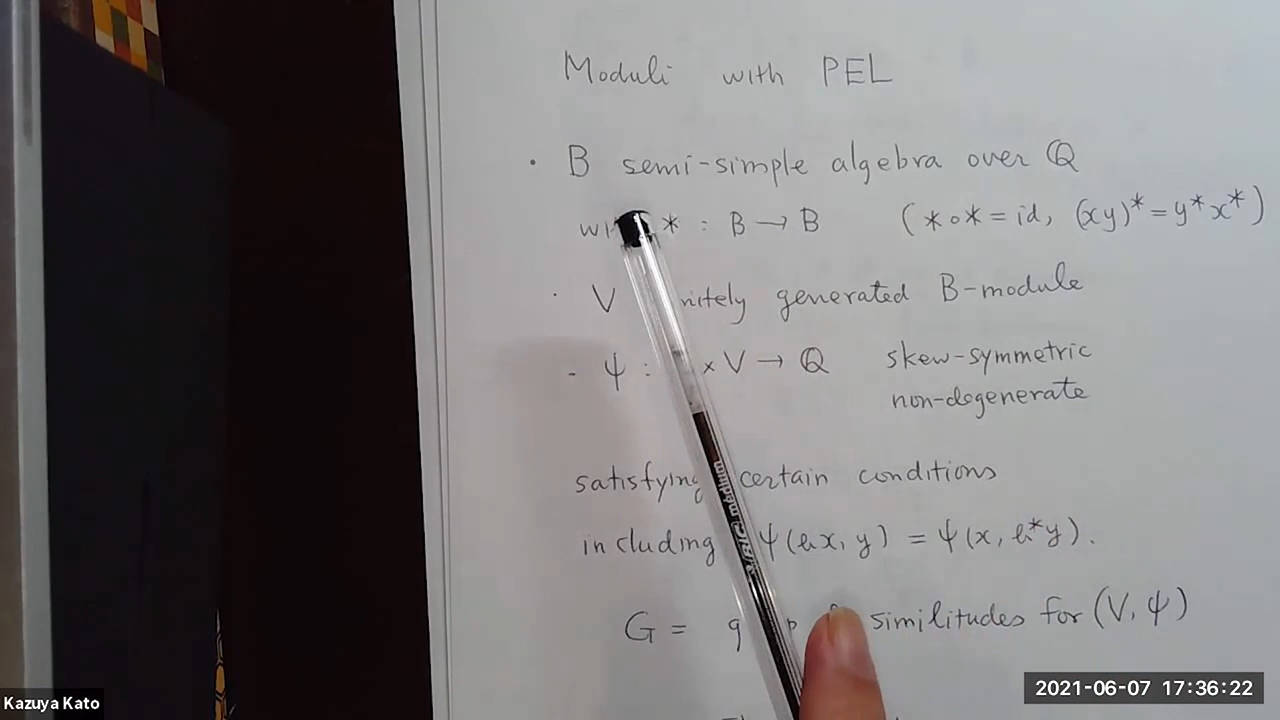 Moduli with PEL
· B semi-simple algebra over ℚ
* : B → B (*∘* = id, (xy)* = y*x*)
· V generated B-module
- ψ : × V → ℚ skew-symmetric
non-degenerate
satisfying certain conditions
including ψ(bx, y) = ψ(x, b*y).
G = similitudes for (V, ψ)
Kazuya Kato
2021-06-07 17:36:22